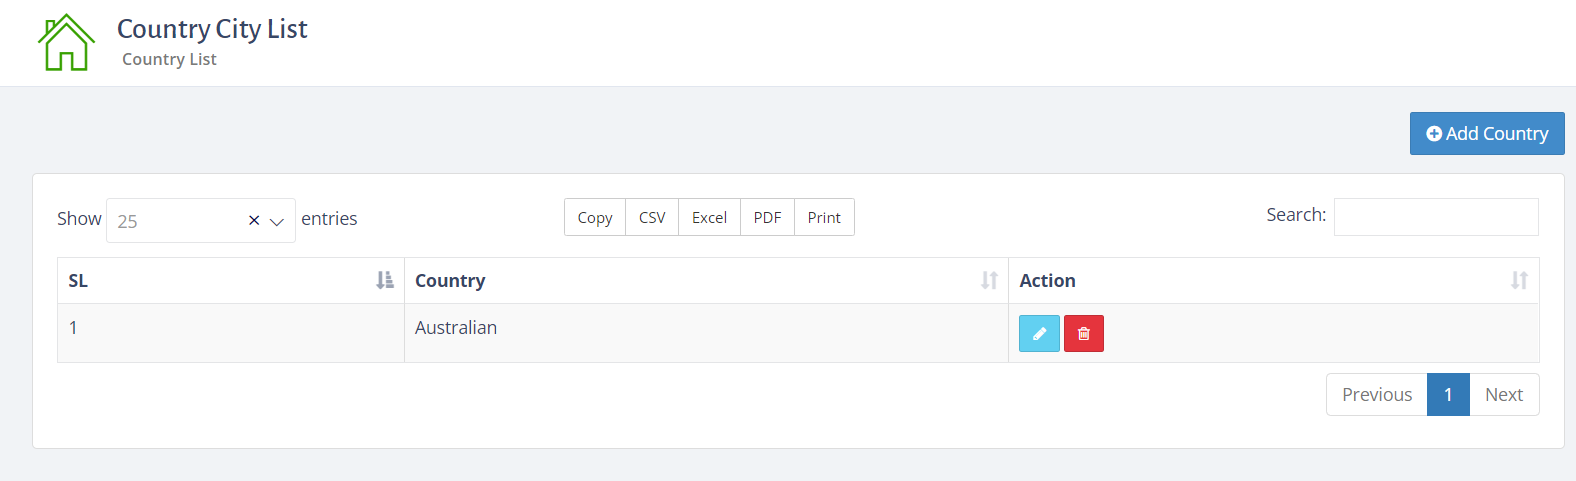 Country City List
Country List
Add Country
Show 25 entries
Copy CSV Excel PDF Print
Search:
SL Country Action
1 Australian
Previous 1 Next